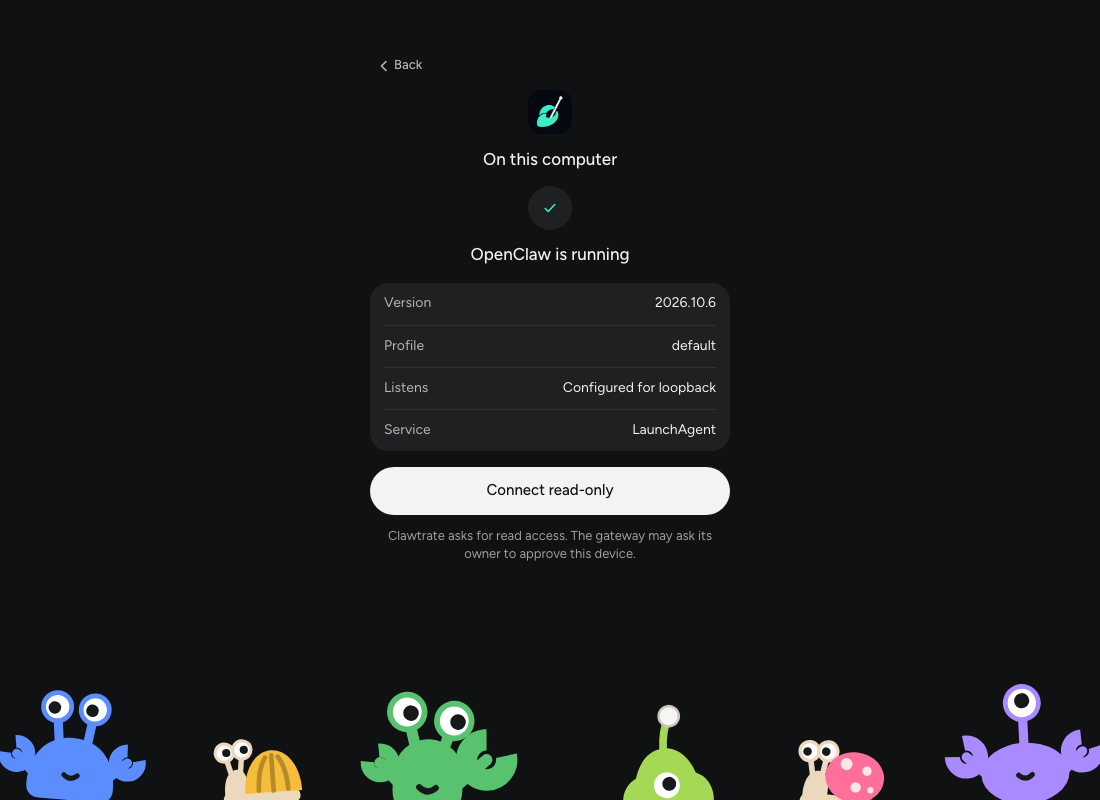 Back
On this computer
OpenClaw is running
Version 2026.10.6
Profile default
Listens Configured for loopback
Service LaunchAgent
Connect read-only
Clawtrate asks for read access. The gateway may ask its
owner to approve this device.